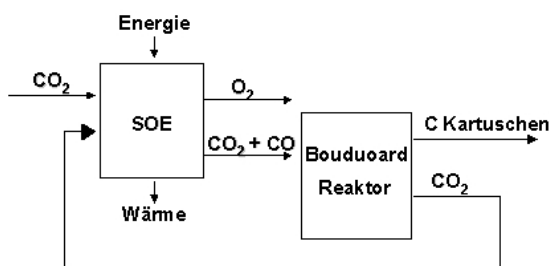 Energie
CO₂
SOE
O₂
CO₂ + CO
Wärme
Bouduoard
Reaktor
C Kartuschen
CO₂